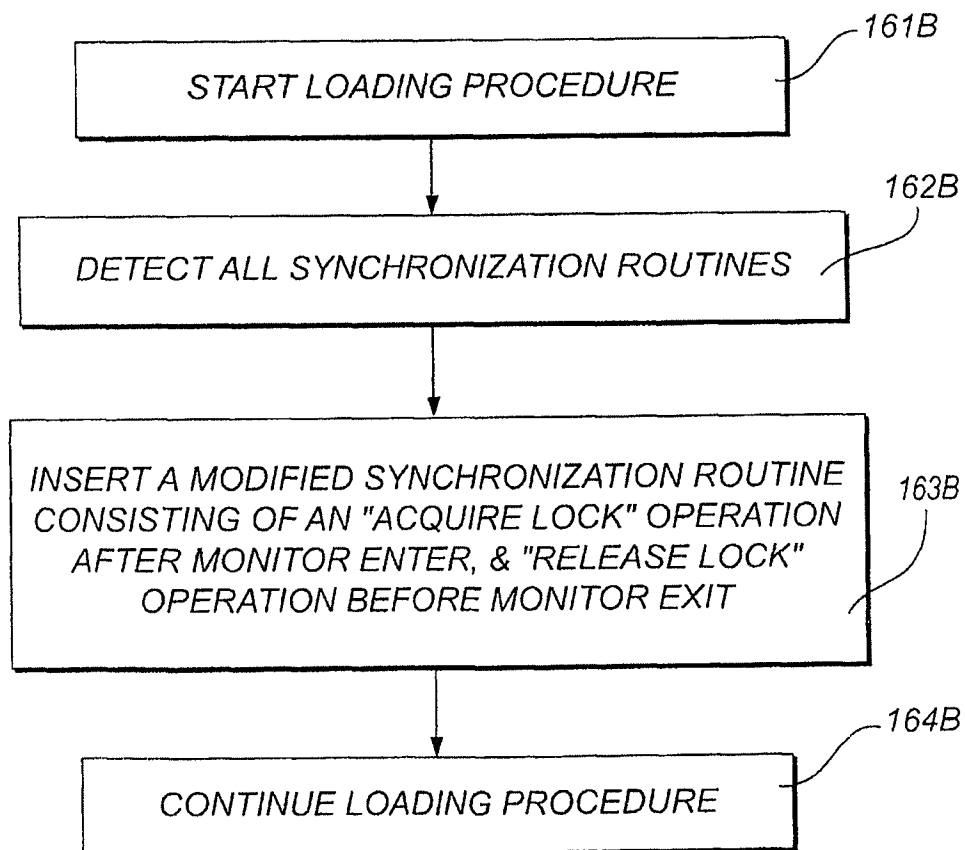 161B
START LOADING PROCEDURE
162B
DETECT ALL SYNCHRONIZATION ROUTINES
163B
INSERT A MODIFIED SYNCHRONIZATION ROUTINE
CONSISTING OF AN "ACQUIRE LOCK" OPERATION
AFTER MONITOR ENTER, & "RELEASE LOCK"
OPERATION BEFORE MONITOR EXIT
164B
CONTINUE LOADING PROCEDURE